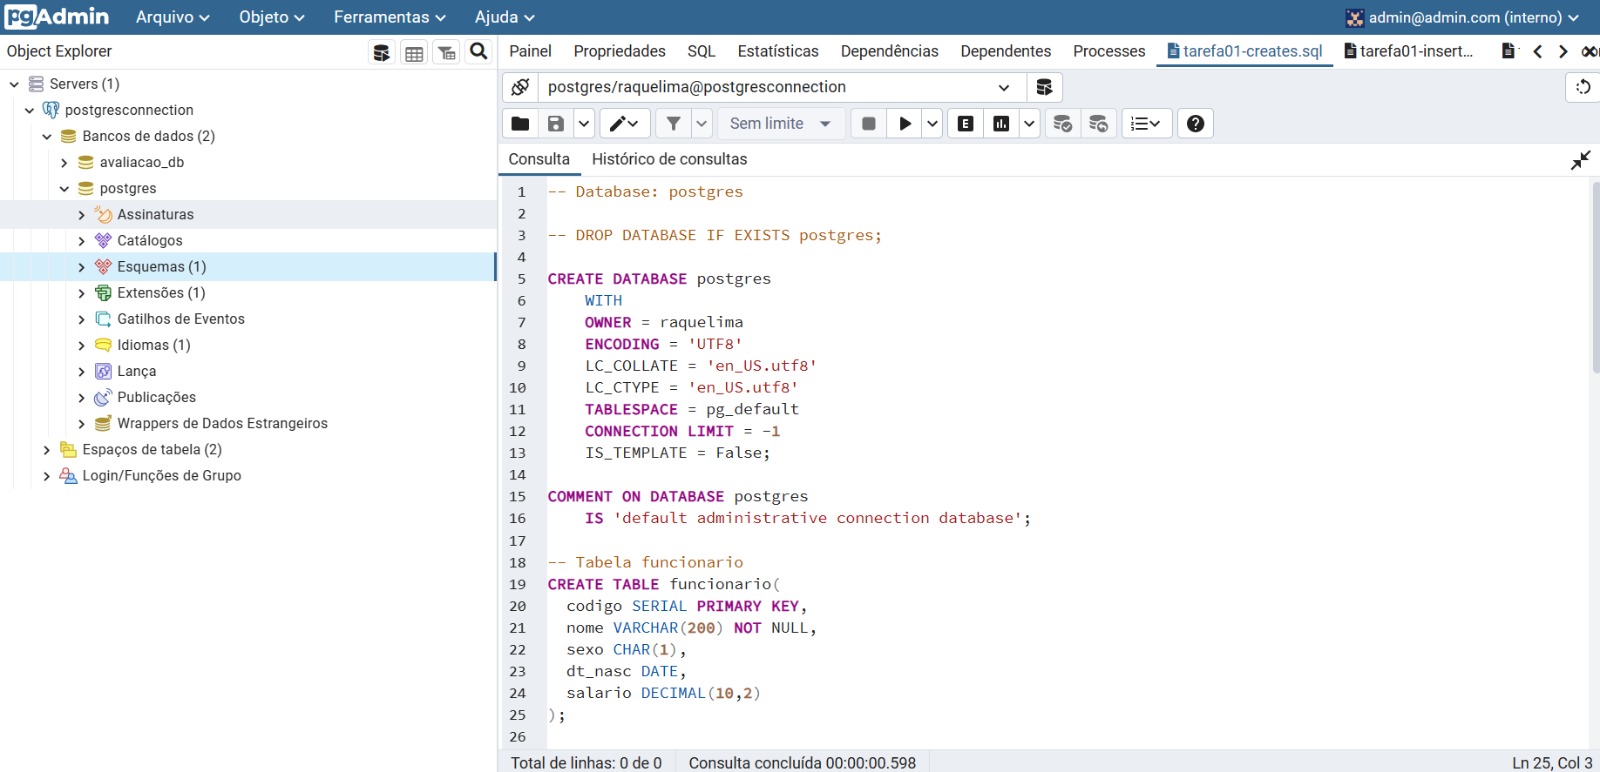 pgAdmin Arquivo Objeto Ferramentas Ajuda admin@admin.com (interno)
Object Explorer
Servers (1)
postgresconnection
Bancos de dados (2)
avaliacao_db
postgres
Assinaturas
Catálogos
Esquemas (1)
Extensões (1)
Gatilhos de Eventos
Idiomas (1)
Lança
Publicações
Wrappers de Dados Estrangeiros
Espaços de tabela (2)
Login/Funções de Grupo
Painel Propriedades SQL Estatísticas Dependências Dependentes Processes tarefa01-creates.sql tarefa01-insert...
postgres/raquelima@postgresconnection
Sem limite E
Consulta Histórico de consultas
1 -- Database: postgres
2
3 -- DROP DATABASE IF EXISTS postgres;
4
5 CREATE DATABASE postgres
6 WITH
7 OWNER = raquelima
8 ENCODING = 'UTF8'
9 LC_COLLATE = 'en_US.utf8'
10 LC_CTYPE = 'en_US.utf8'
11 TABLESPACE = pg_default
12 CONNECTION LIMIT = -1
13 IS_TEMPLATE = False;
14
15 COMMENT ON DATABASE postgres
16 IS 'default administrative connection database';
17
18 -- Tabela funcionario
19 CREATE TABLE funcionario(
20 codigo SERIAL PRIMARY KEY,
21 nome VARCHAR(200) NOT NULL,
22 sexo CHAR(1),
23 dt_nasc DATE,
24 salario DECIMAL(10,2)
25 );
26
Total de linhas: 0 de 0 Consulta concluída 00:00:00.598 Ln 25, Col 3